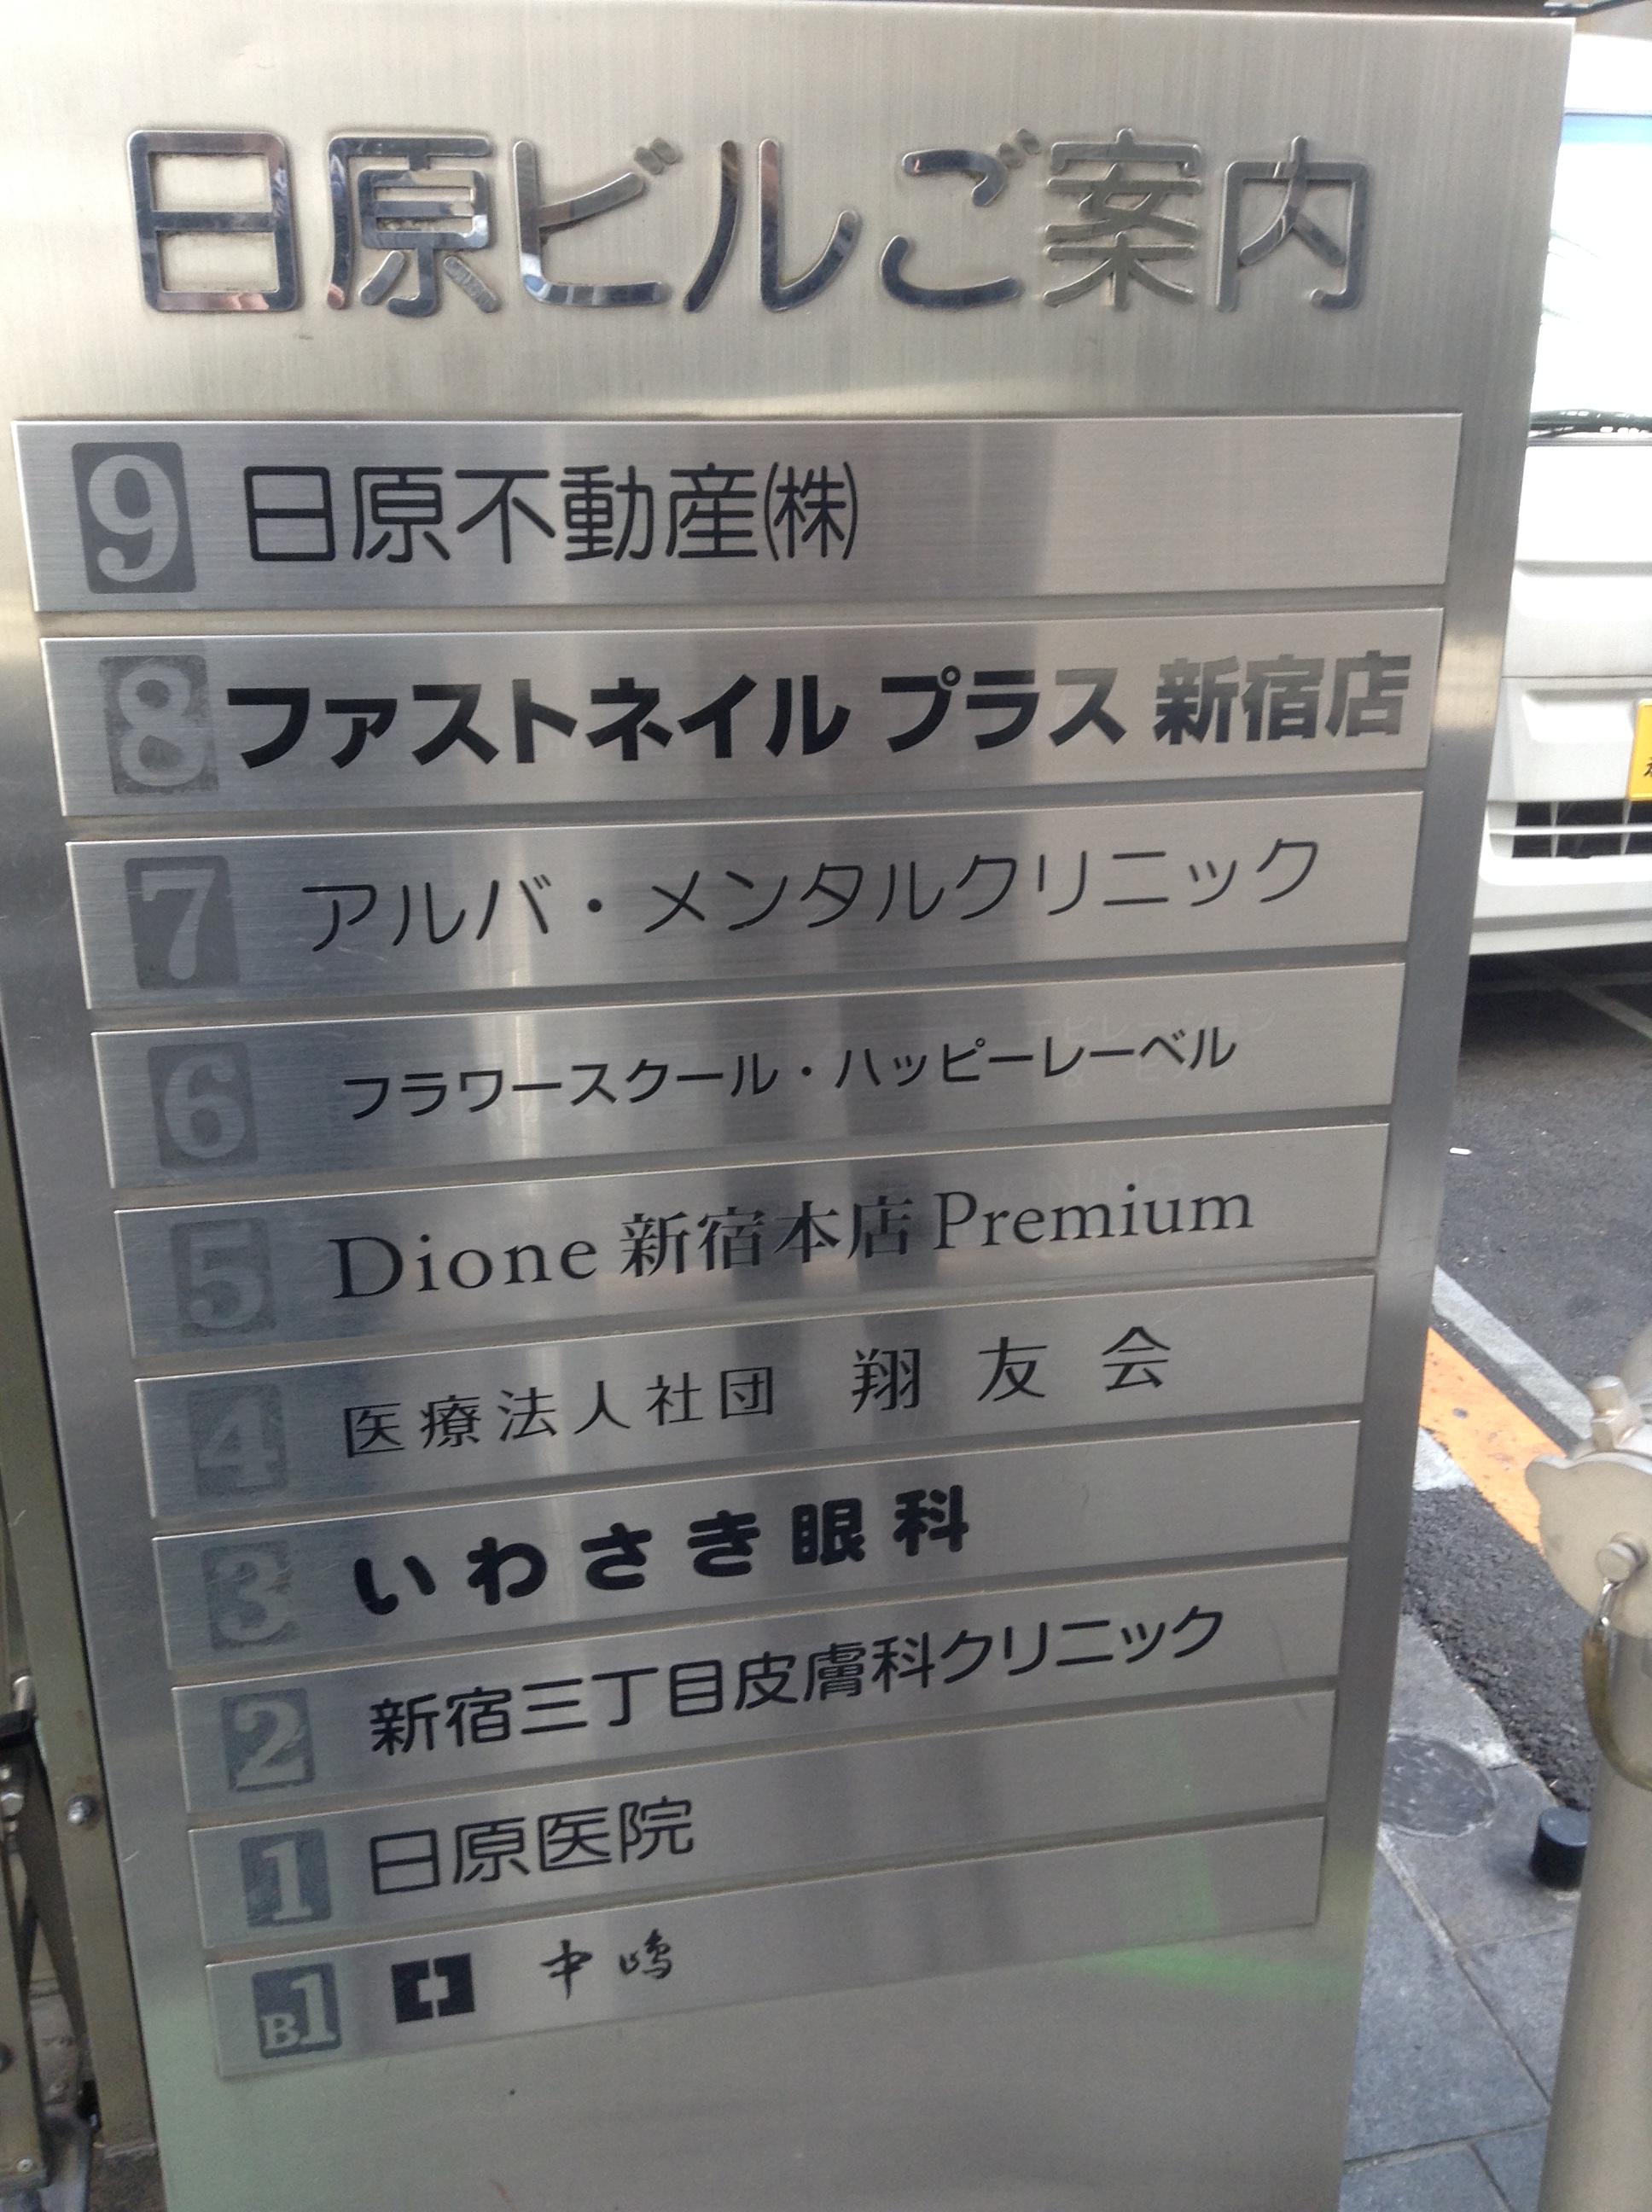 日原ビルご案内
9 日原不動産㈱
8 ファストネイル プラス 新宿店
7 アルバ・メンタルクリニック
6 フラワースクール・ハッピーレーベル
5 Dione 新宿本店 Premium
4 医療法人社団 翔友会
3 いわさき眼科
2 新宿三丁目皮膚科クリニック
1 日原医院
B1 中嶋